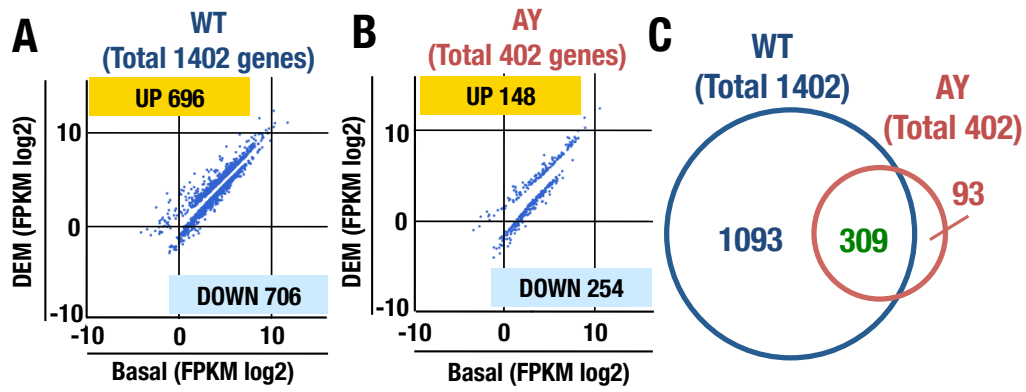 A
WT
(Total 1402 genes)
UP 696
10
0
-10
DEM (FPKM log2)
DOWN 706
-10 0 10
Basal (FPKM log2)
B
AY
(Total 402 genes)
UP 148
10
0
-10
DEM (FPKM log2)
DOWN 254
-10 0 10
Basal (FPKM log2)
C
WT
(Total 1402)
AY
(Total 402)
1093
309
93